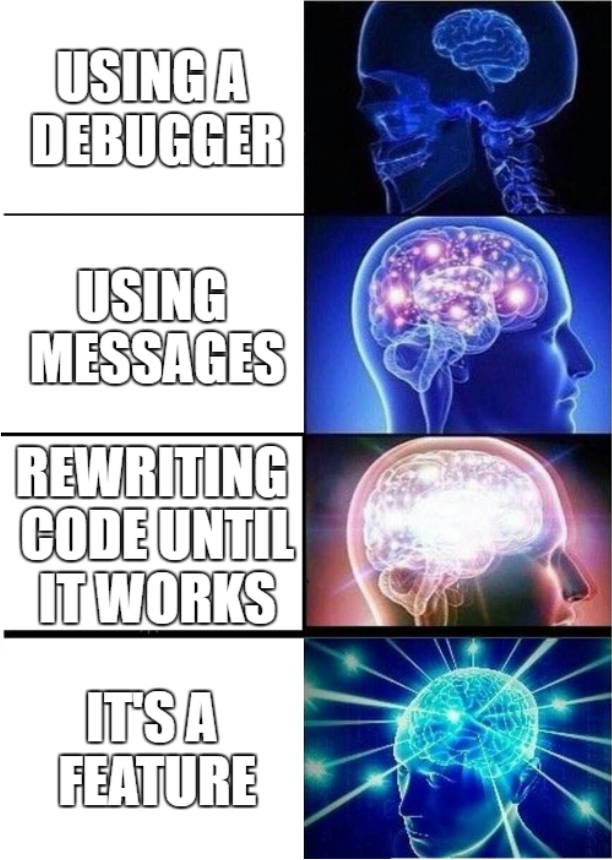 USING A
DEBUGGER
USING
MESSAGES
REWRITING
CODE UNTIL
IT WORKS
IT'S A
FEATURE